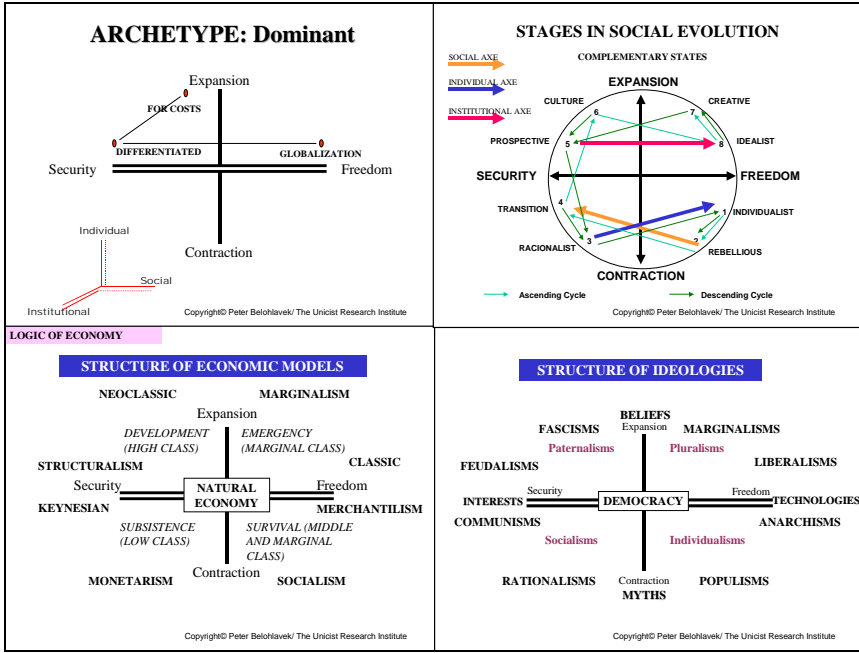 ARCHETYPE: Dominant
Expansion
FOR COSTS
DIFFERENTIATED
GLOBALIZATION
Security
Freedom
Contraction
Individual
Social
Institutional
Copyright© Peter Belohlavek/ The Unicist Research Institute
STAGES IN SOCIAL EVOLUTION
COMPLEMENTARY STATES
SOCIAL AXE
INDIVIDUAL AXE
INSTITUTIONAL AXE
EXPANSION
CULTURE
CREATIVE
6
7
PROSPECTIVE
5
8
IDEALIST
SECURITY
FREEDOM
TRANSITION
4
1
INDIVIDUALIST
RACIONALIST
3
2
REBELLIOUS
CONTRACTION
Ascending Cycle
Descending Cycle
Copyright© Peter Belohlavek/ The Unicist Research Institute
LOGIC OF ECONOMY
STRUCTURE OF ECONOMIC MODELS
NEOCLASSIC
MARGINALISM
Expansion
DEVELOPMENT
(HIGH CLASS)
EMERGENCY
(MARGINAL CLASS)
STRUCTURALISM
CLASSIC
Security
Freedom
NATURAL
ECONOMY
KEYNESIAN
MERCHANTILISM
SUBSISTENCE
(LOW CLASS)
SURVIVAL (MIDDLE
AND MARGINAL
CLASS)
Contraction
MONETARISM
SOCIALISM
Copyright© Peter Belohlavek/ The Unicist Research Institute
STRUCTURE OF IDEOLOGIES
BELIEFS
Expansion
FASCISMS
MARGINALISMS
Paternalisms
Pluralisms
FEUDALISMS
LIBERALISMS
Security
Freedom
INTERESTS
DEMOCRACY
TECHNOLOGIES
COMMUNISMS
ANARCHISMS
Socialisms
Individualisms
RATIONALISMS
Contraction
POPULISMS
MYTHS
Copyright© Peter Belohlavek/ The Unicist Research Institute